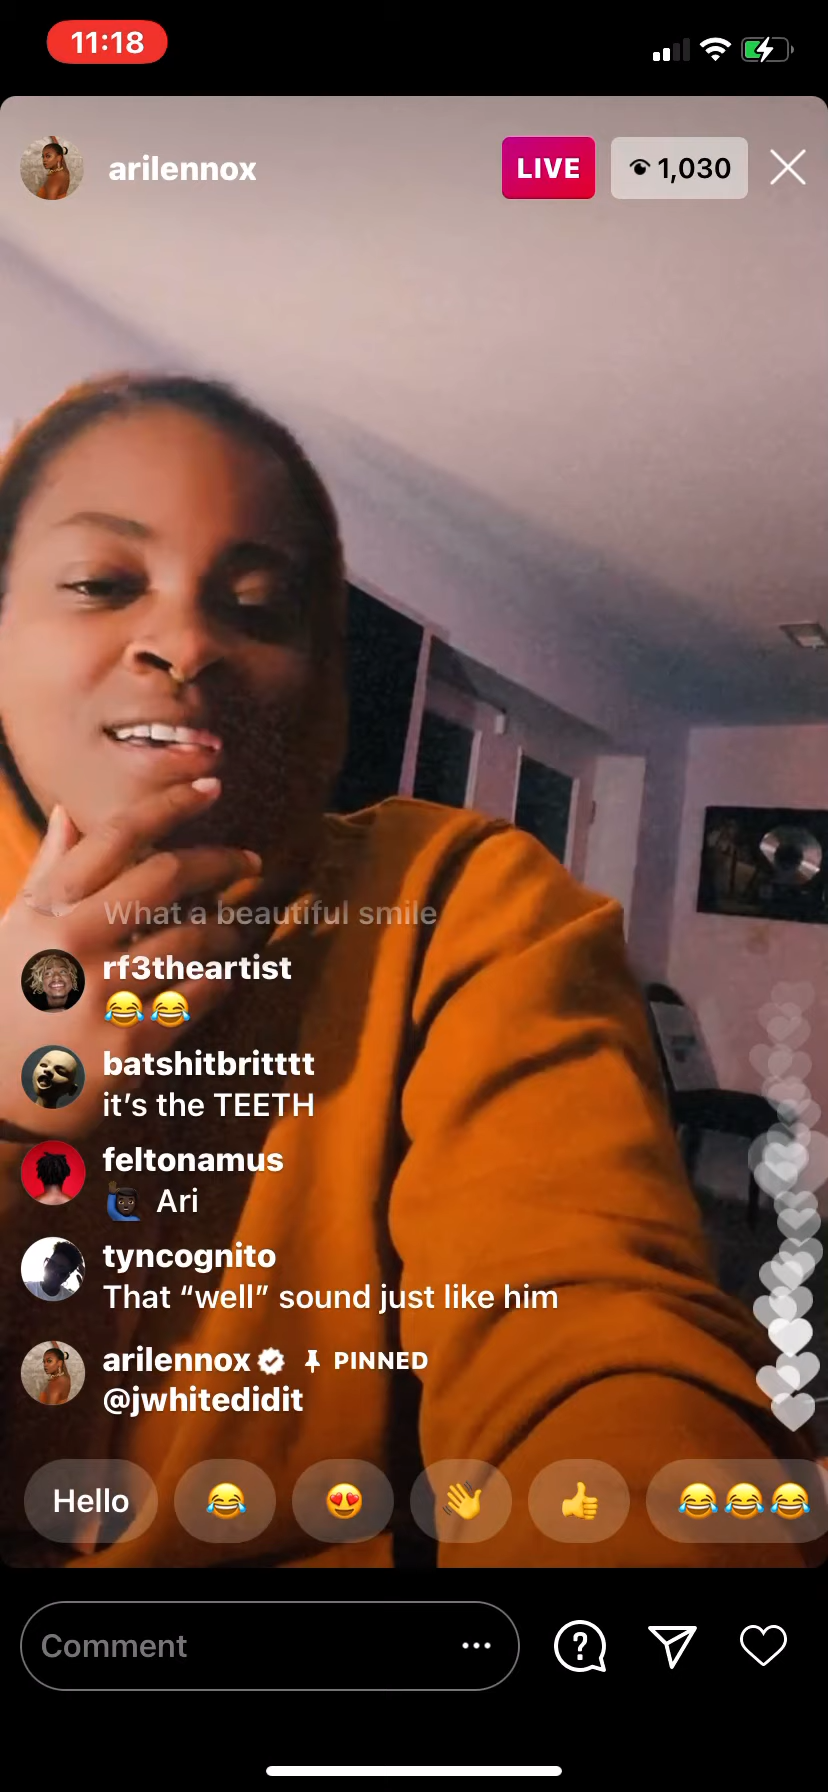 11:18
arilennox
LIVE
1,030
What a beautiful smile
rf3theartist
😂😂
batshitbritttt
it's the TEETH
feltonamus
🙋🏿‍♂️ Ari
tyncognito
That “well” sound just like him
arilennox PINNED
@jwhitedidit
Hello 😂 😍 👋 👍 😂😂😂
Comment